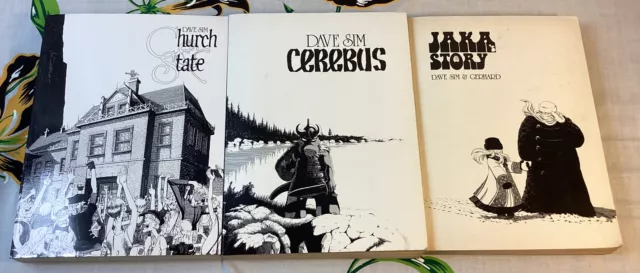 DAVE SIM
Church
&
State
DAVE SIM
CEREBUS
JAKA'S
STORY
DAVE SIM & GERHARD